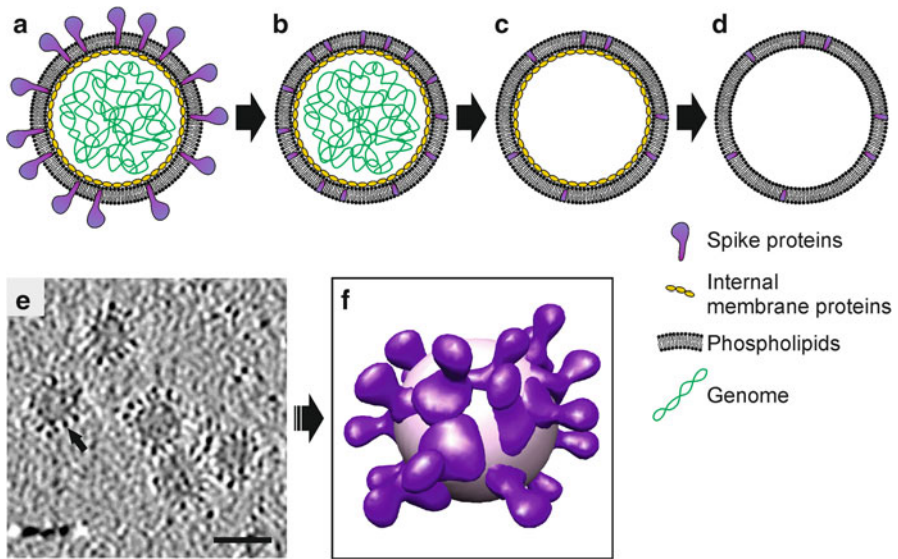 a
b
c
d
Spike proteins
Internal
membrane proteins
Phospholipids
Genome
e
f